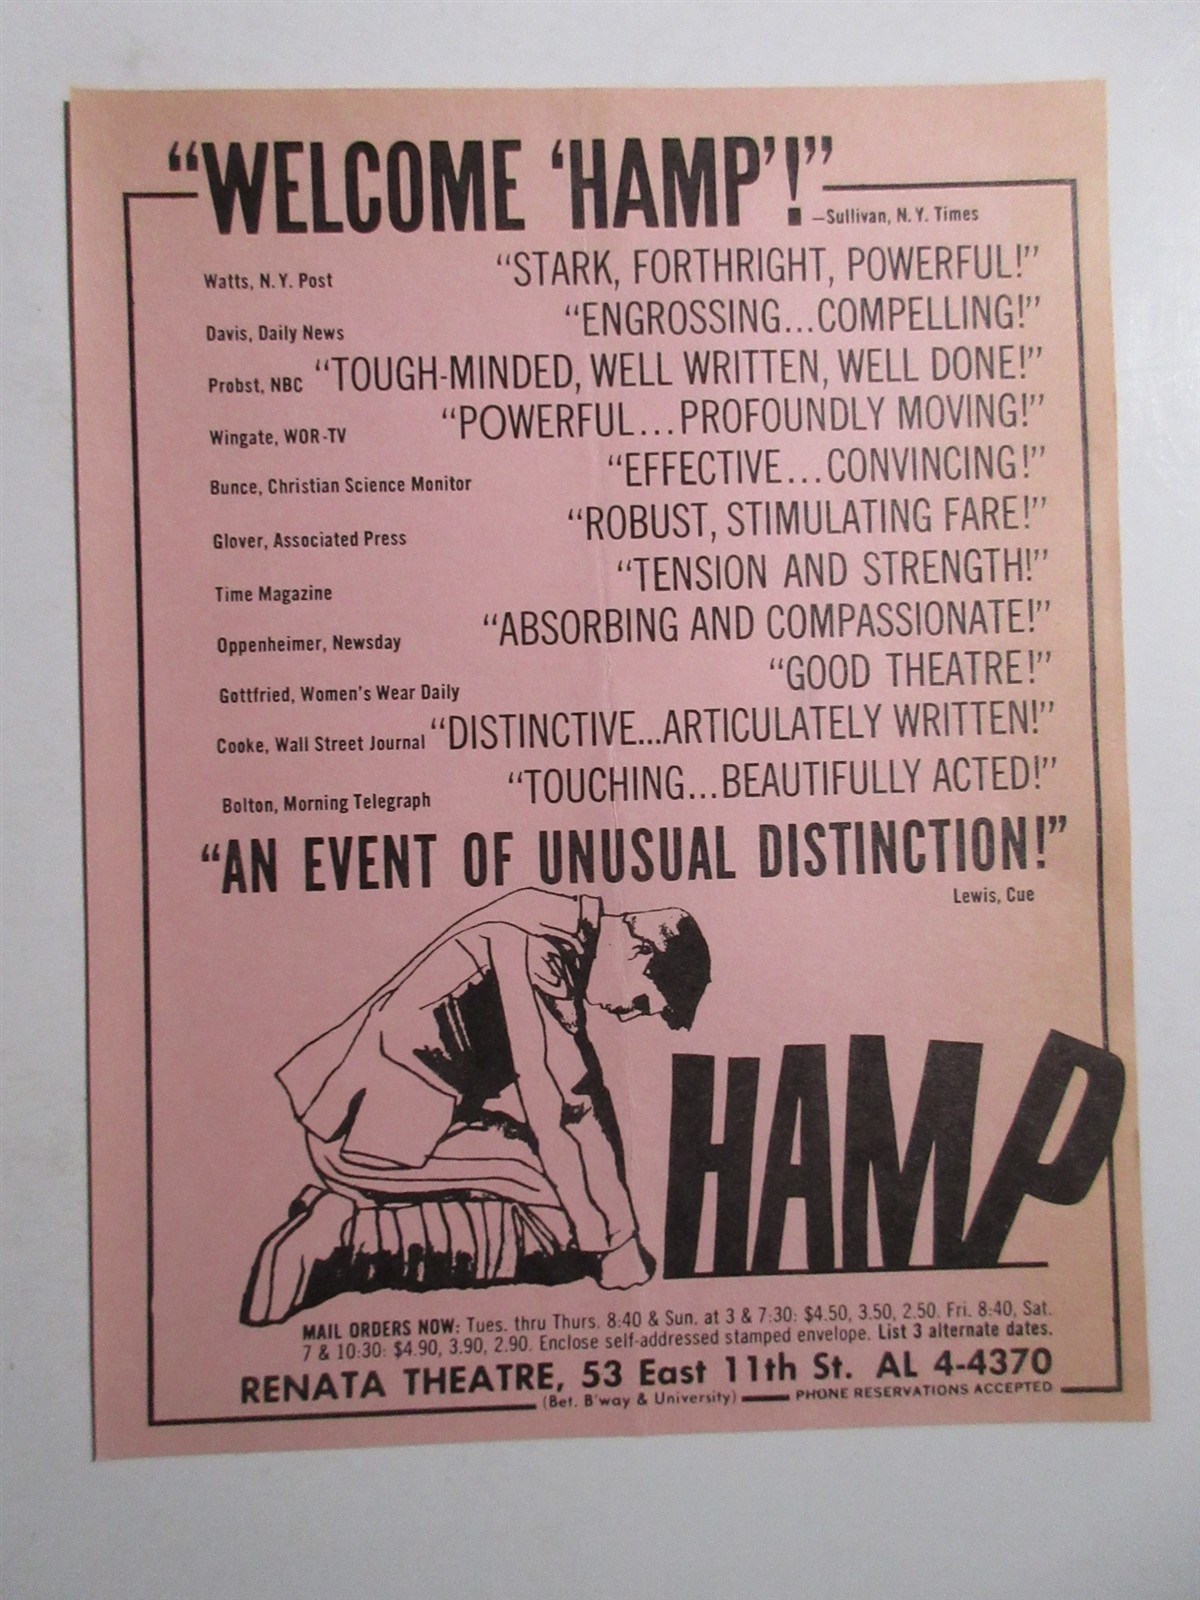 “WELCOME ‘HAMP’!”
—Sullivan, N.Y. Times
Watts, N.Y. Post “STARK, FORTHRIGHT, POWERFUL!”
Davis, Daily News “ENGROSSING...COMPELLING!”
Probst, NBC “TOUGH-MINDED, WELL WRITTEN, WELL DONE!”
Wingate, WOR-TV “POWERFUL...PROFOUNDLY MOVING!”
Bunce, Christian Science Monitor “EFFECTIVE...CONVINCING!”
Glover, Associated Press “ROBUST, STIMULATING FARE!”
Time Magazine “TENSION AND STRENGTH!”
Oppenheimer, Newsday “ABSORBING AND COMPASSIONATE!”
Gottfried, Women's Wear Daily “GOOD THEATRE!”
Cooke, Wall Street Journal “DISTINCTIVE...ARTICULATELY WRITTEN!”
Bolton, Morning Telegraph “TOUCHING...BEAUTIFULLY ACTED!”
“AN EVENT OF UNUSUAL DISTINCTION!”
Lewis, Cue
HAMP
MAIL ORDERS NOW: Tues. thru Thurs. 8:40 & Sun. at 3 & 7:30: $4.50, 3.50, 2.50. Fri. 8:40, Sat.
7 & 10:30: $4.90, 3.90, 2.90. Enclose self-addressed stamped envelope. List 3 alternate dates.
RENATA THEATRE, 53 East 11th St. AL 4-4370
(Bet. B'way & University) PHONE RESERVATIONS ACCEPTED